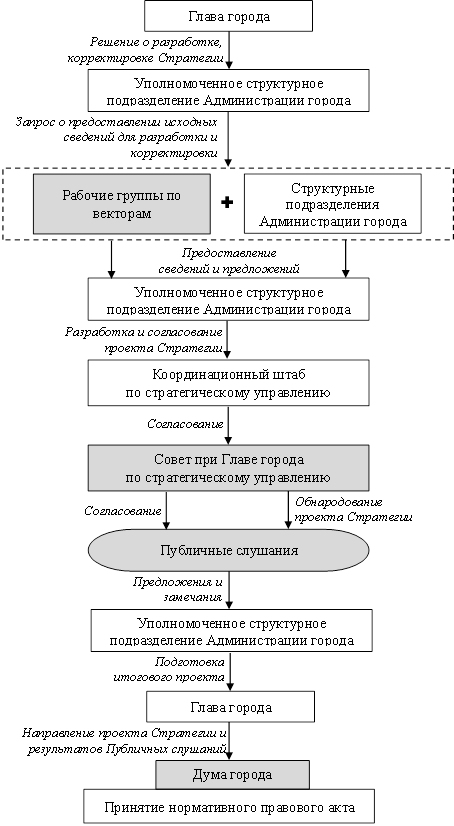 Глава города
Решение о разработке,
корректировке Стратегии
Уполномоченное структурное
подразделение Администрации города
Запрос о предоставлении исходных
сведений для разработки и
корректировки
Рабочие группы по
векторам
+
Структурные
подразделения
Администрации города
Предоставление
сведений и предложений
Уполномоченное структурное
подразделение Администрации города
Разработка и согласование
проекта Стратегии
Координационный штаб
по стратегическому управлению
Согласование
Совет при Главе города
по стратегическому управлению
Согласование
Обнародование
проекта Стратегии
Публичные слушания
Предложения и
замечания
Уполномоченное структурное
подразделение Администрации города
Подготовка
итогового проекта
Глава города
Направление проекта Стратегии и
результатов Публичных слушаний
Дума города
Принятие нормативного правового акта